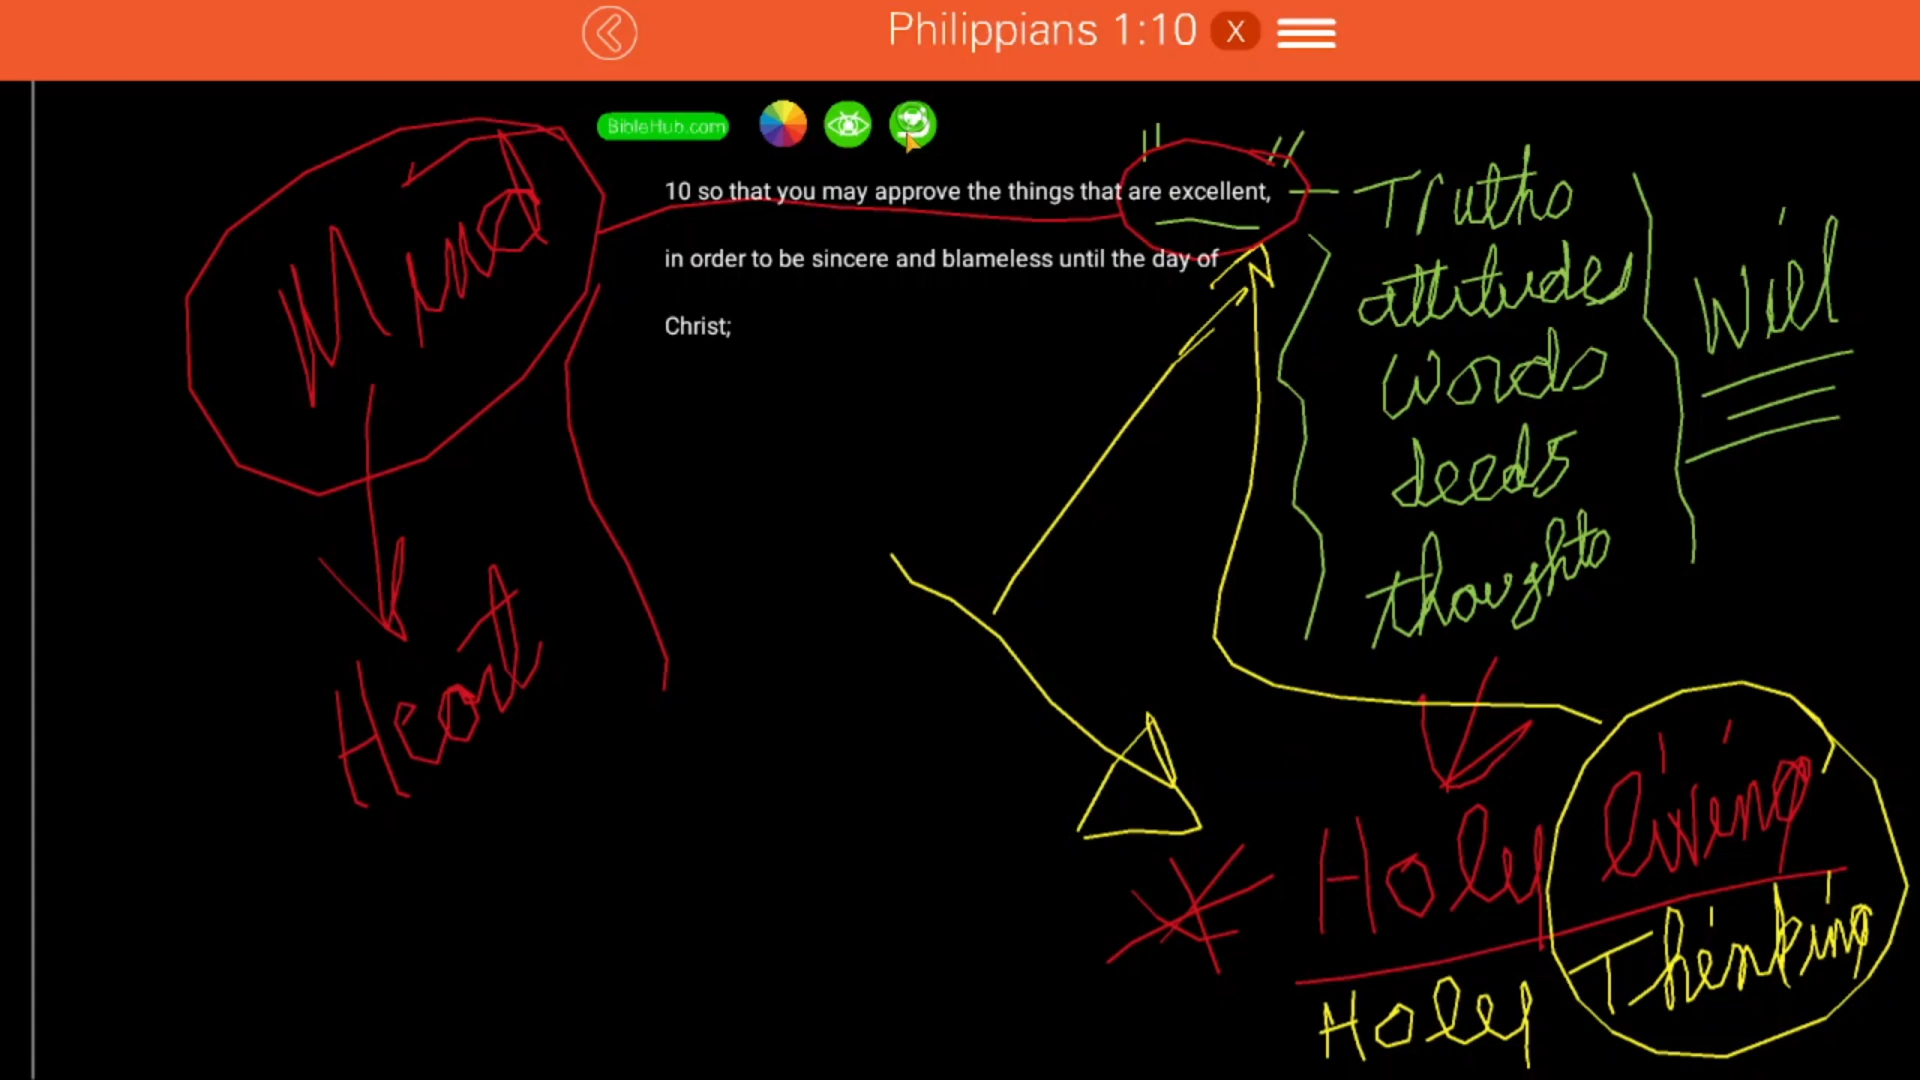 Philippians 1:10 X
BibleHub.com
10 so that you may approve the things that are excellent,
in order to be sincere and blameless until the day of
Christ;
Mind
Heart
Truths
attitudes
words
deeds
thoughts
Will
Holy living
Holy Thinking